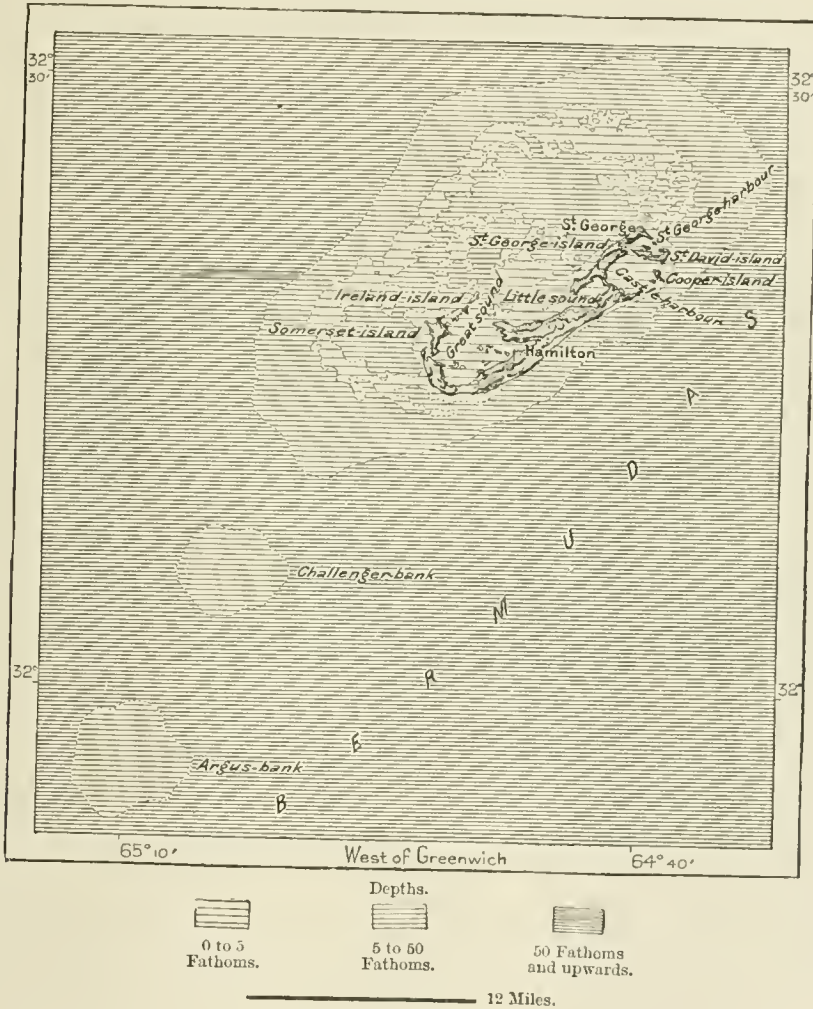 32°
30'
32°
30'
St. George
St. George harbour
St. George-island
St. David-island
Cooper-island
Ireland-island
Little sound
Castle harbour
Great sound
Somerset-island
Hamilton
S
A
D
U
M
R
E
B
Challenger-bank
32°
32°
Argus-bank
65° 10'
West of Greenwich
64° 40'
Depths.
0 to 5
Fathoms.
5 to 50
Fathoms.
50 Fathoms
and upwards.
12 Miles.